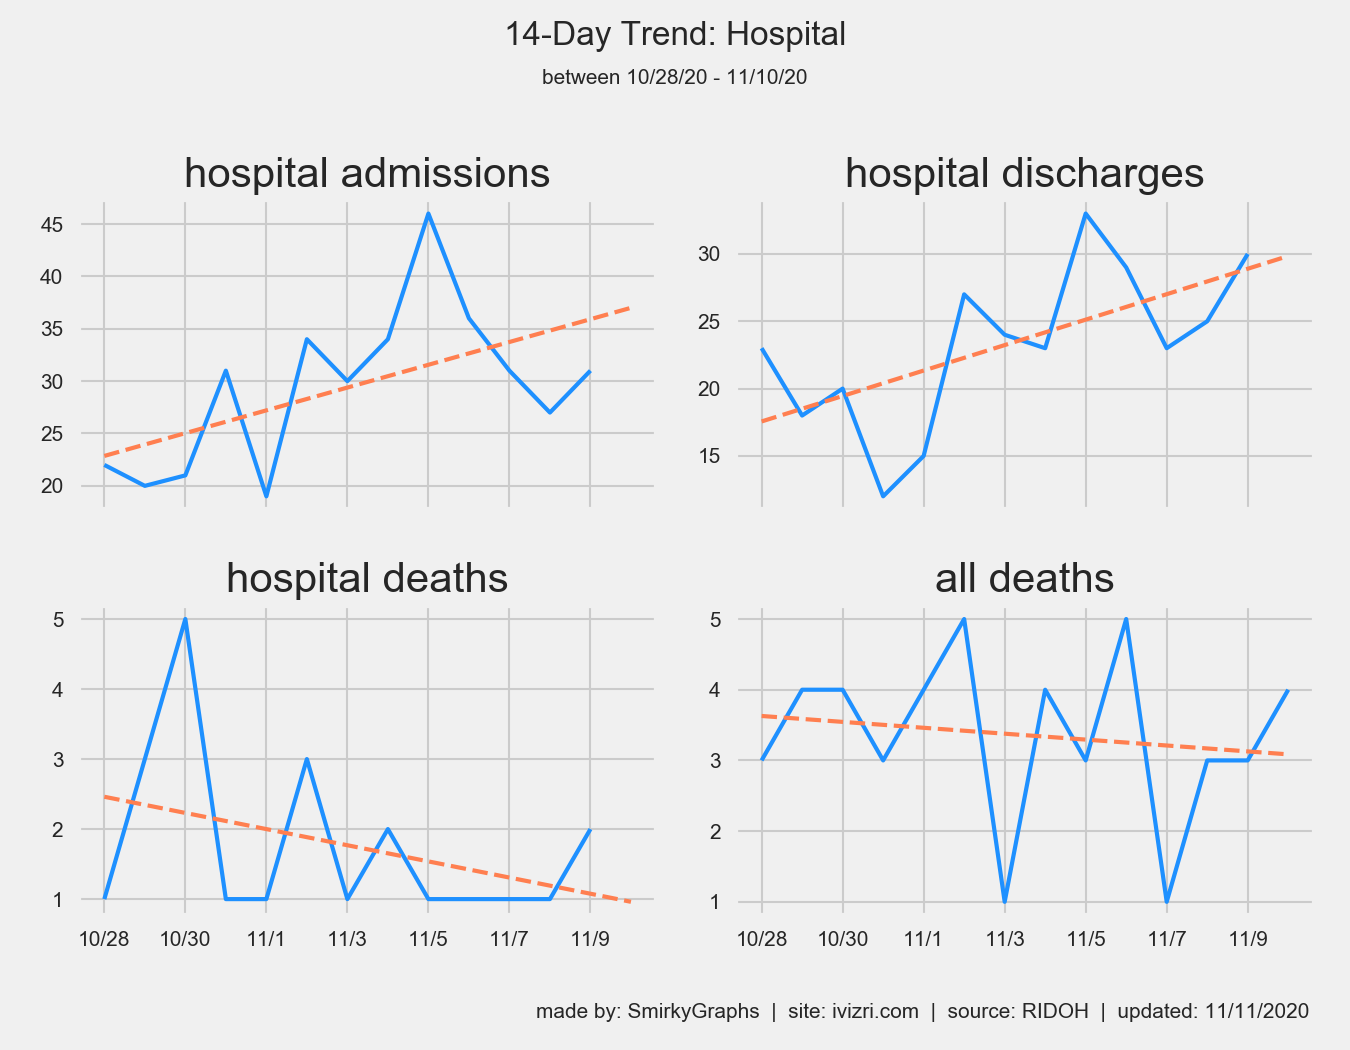 14-Day Trend: Hospital
between 10/28/20 - 11/10/20
hospital admissions
45
40
35
30
25
20
hospital discharges
30
25
20
15
hospital deaths
5
4
3
2
1
10/28 10/30 11/1 11/3 11/5 11/7 11/9
all deaths
5
4
3
2
1
10/28 10/30 11/1 11/3 11/5 11/7 11/9
made by: SmirkyGraphs | site: ivizri.com | source: RIDOH | updated: 11/11/2020